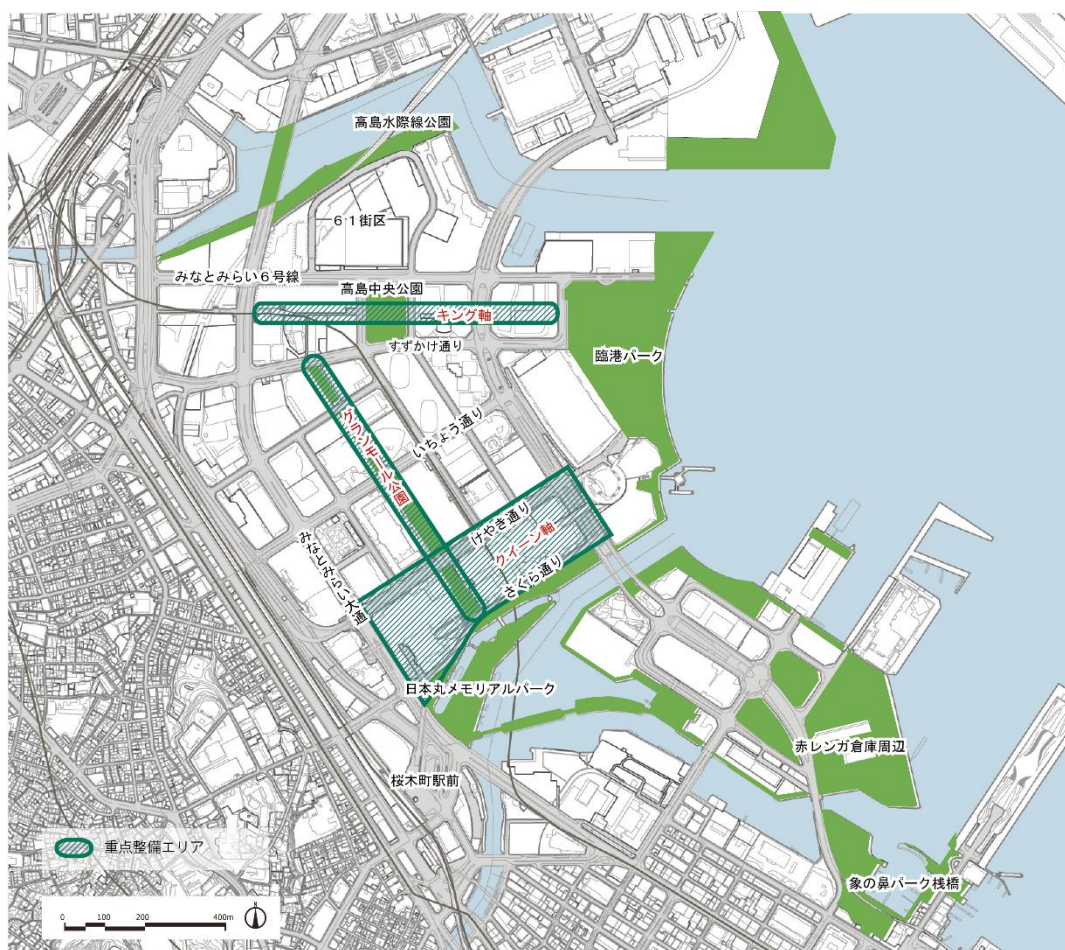 高島水際線公園
61街区
みなとみらい6号線
高島中央公園
キング軸
すずかけ通り
臨港パーク
グランモール公園
いちょう通り
けやき通り
クイーン軸
さくら通り
みなとみらい大通
日本丸メモリアルパーク
赤レンガ倉庫周辺
桜木町駅前
重点整備エリア
象の鼻パーク桟橋
0 100 200 400m
N